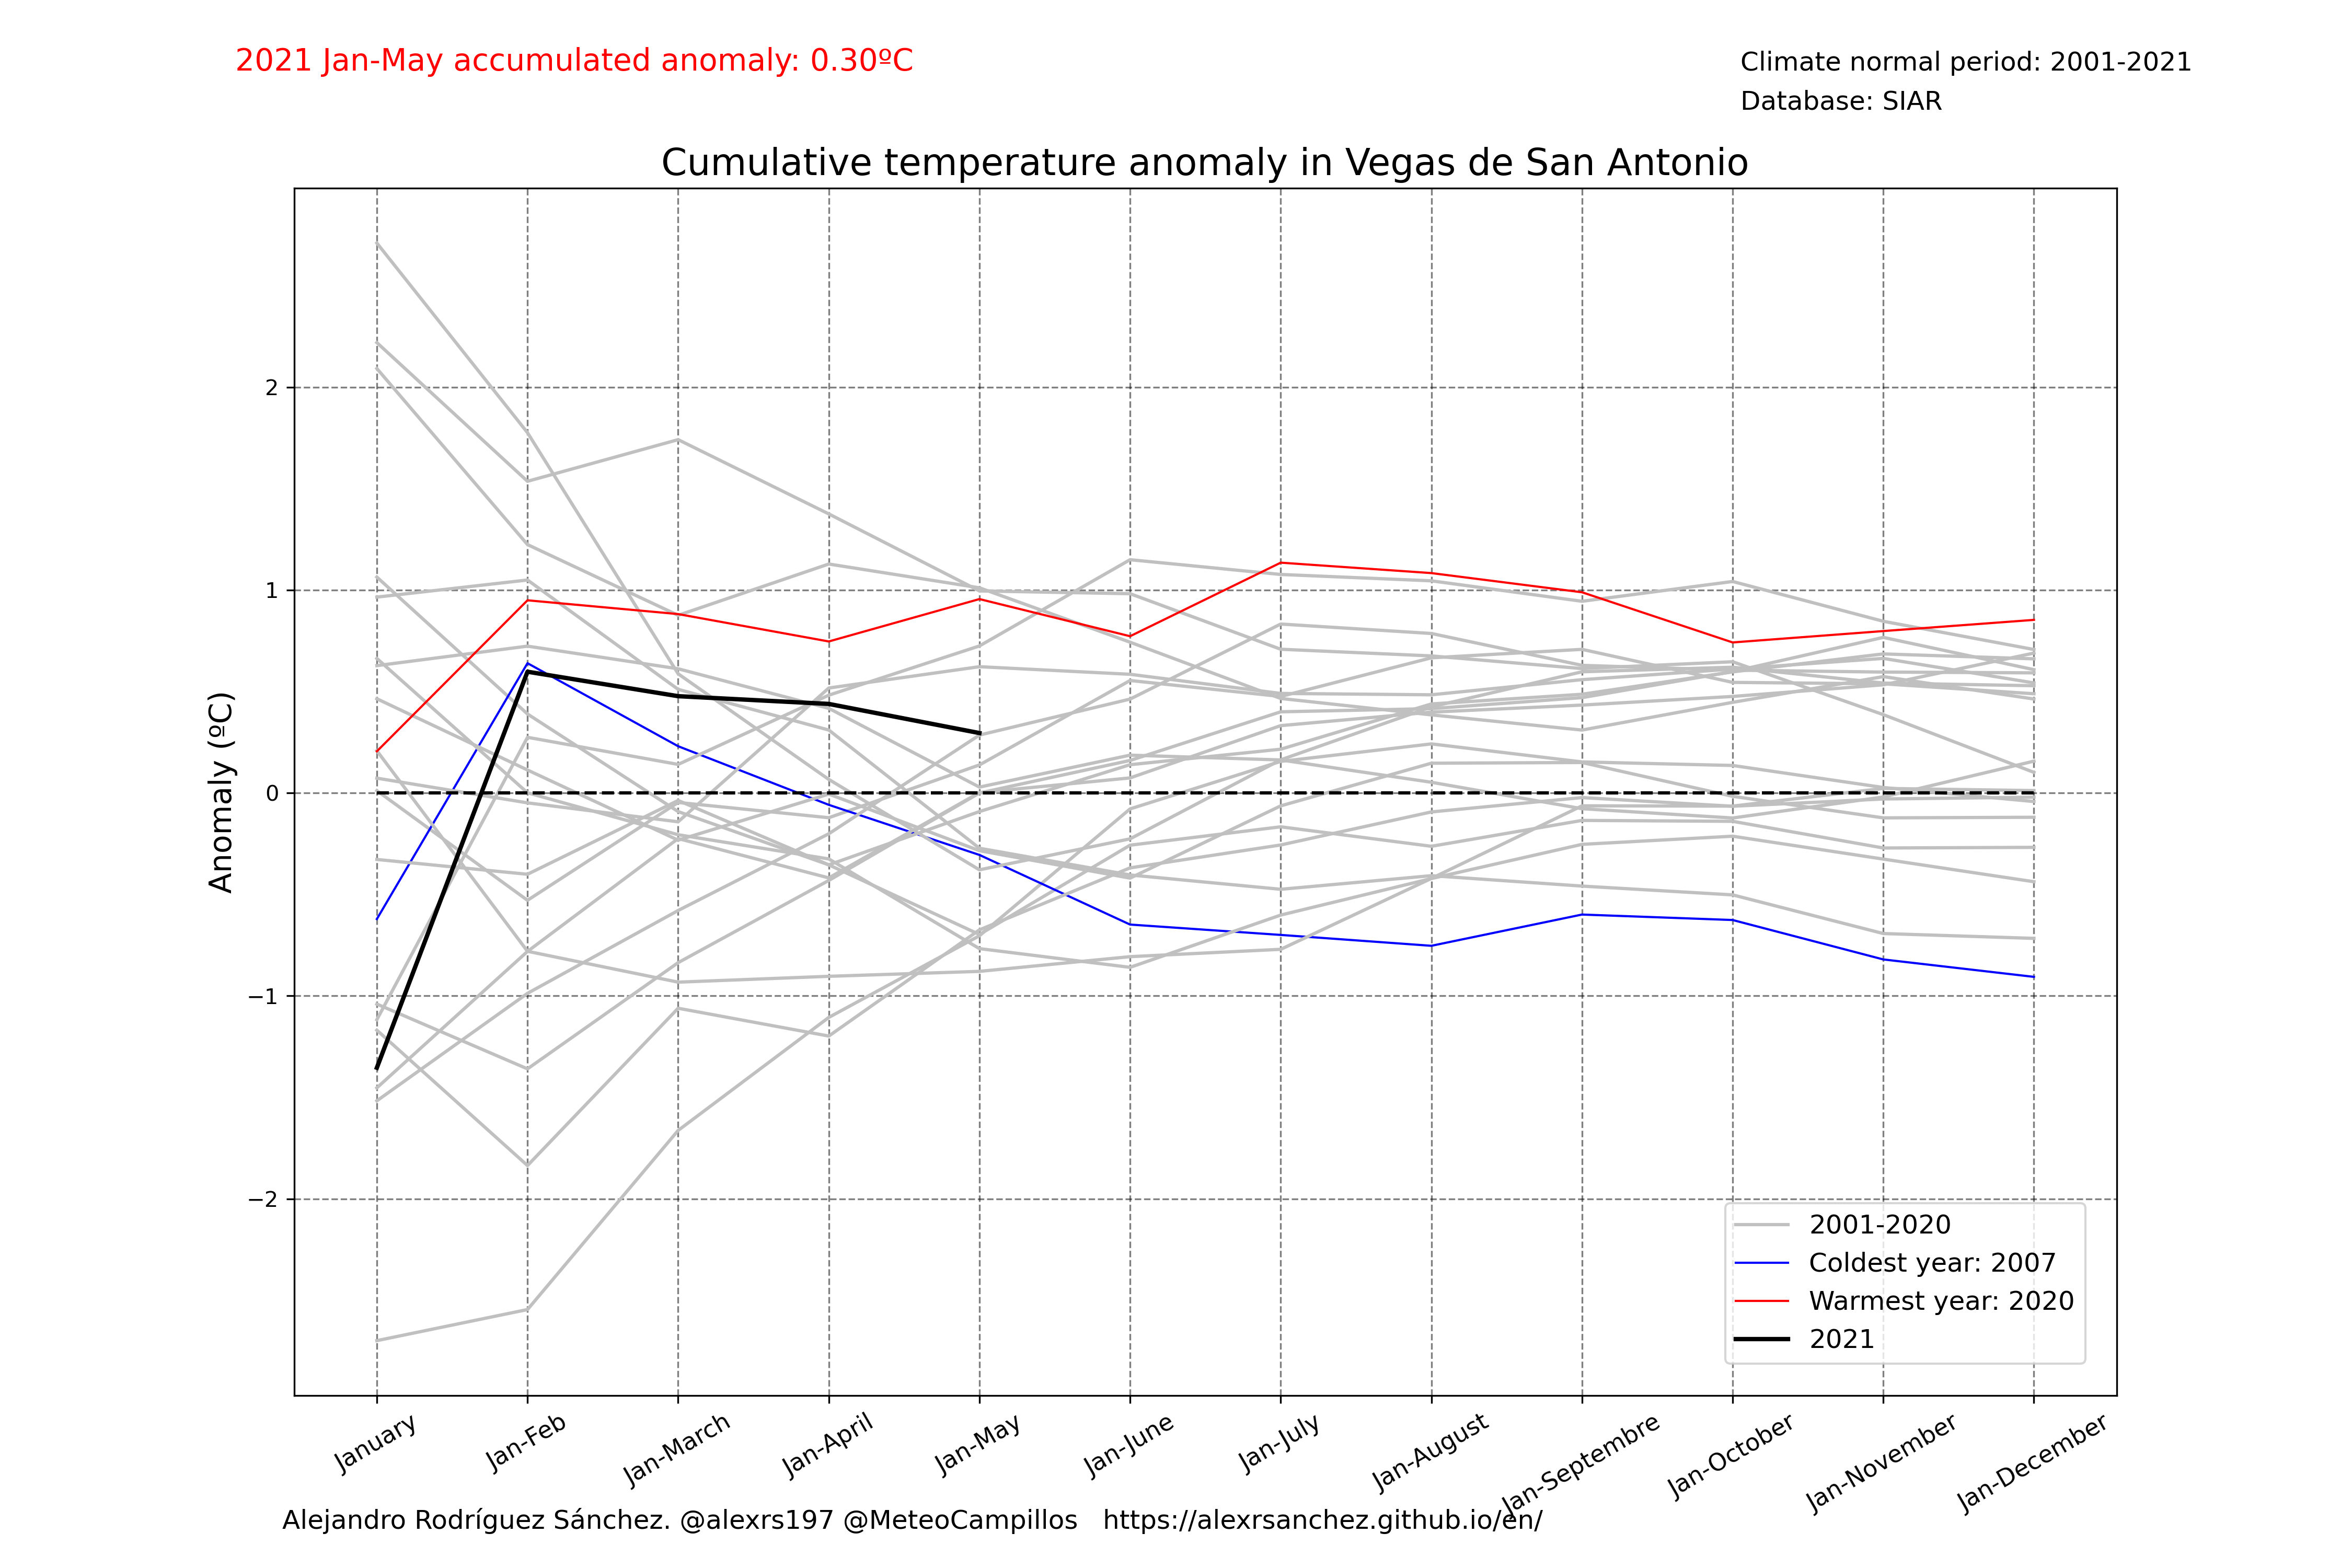 2021 Jan-May accumulated anomaly: 0.30ºC
Climate normal period: 2001-2021
Database: SIAR
Cumulative temperature anomaly in Vegas de San Antonio
Anomaly (ºC)
2
1
0
−1
−2
2001-2020
Coldest year: 2007
Warmest year: 2020
2021
January
Jan-Feb
Jan-March
Jan-April
Jan-May
Jan-June
Jan-July
Jan-August
Jan-Septembre
Jan-October
Jan-November
Jan-December
Alejandro Rodríguez Sánchez. @alexrs197 @MeteoCampillos   https://alexrsanchez.github.io/en/